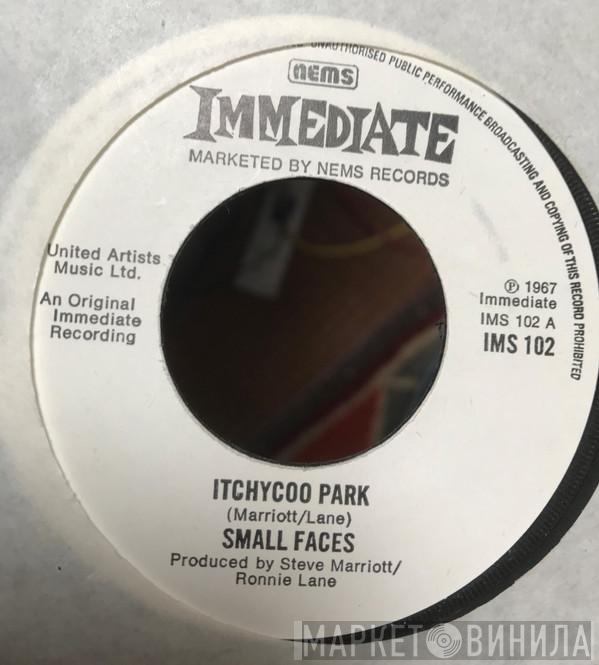 UNAUTHORISED PUBLIC PERFORMANCE BROADCASTING AND COPYING OF THIS RECORD PROHIBITED
nems
IMMEDIATE
MARKETED BY NEMS RECORDS
United Artists
Music Ltd.
An Original
Immediate
Recording
℗ 1967
Immediate
IMS 102 A
IMS 102
ITCHYCOO PARK
(Marriott/Lane)
SMALL FACES
Produced by Steve Marriott/
Ronnie Lane
МАРКЕТ ВИНИЛА